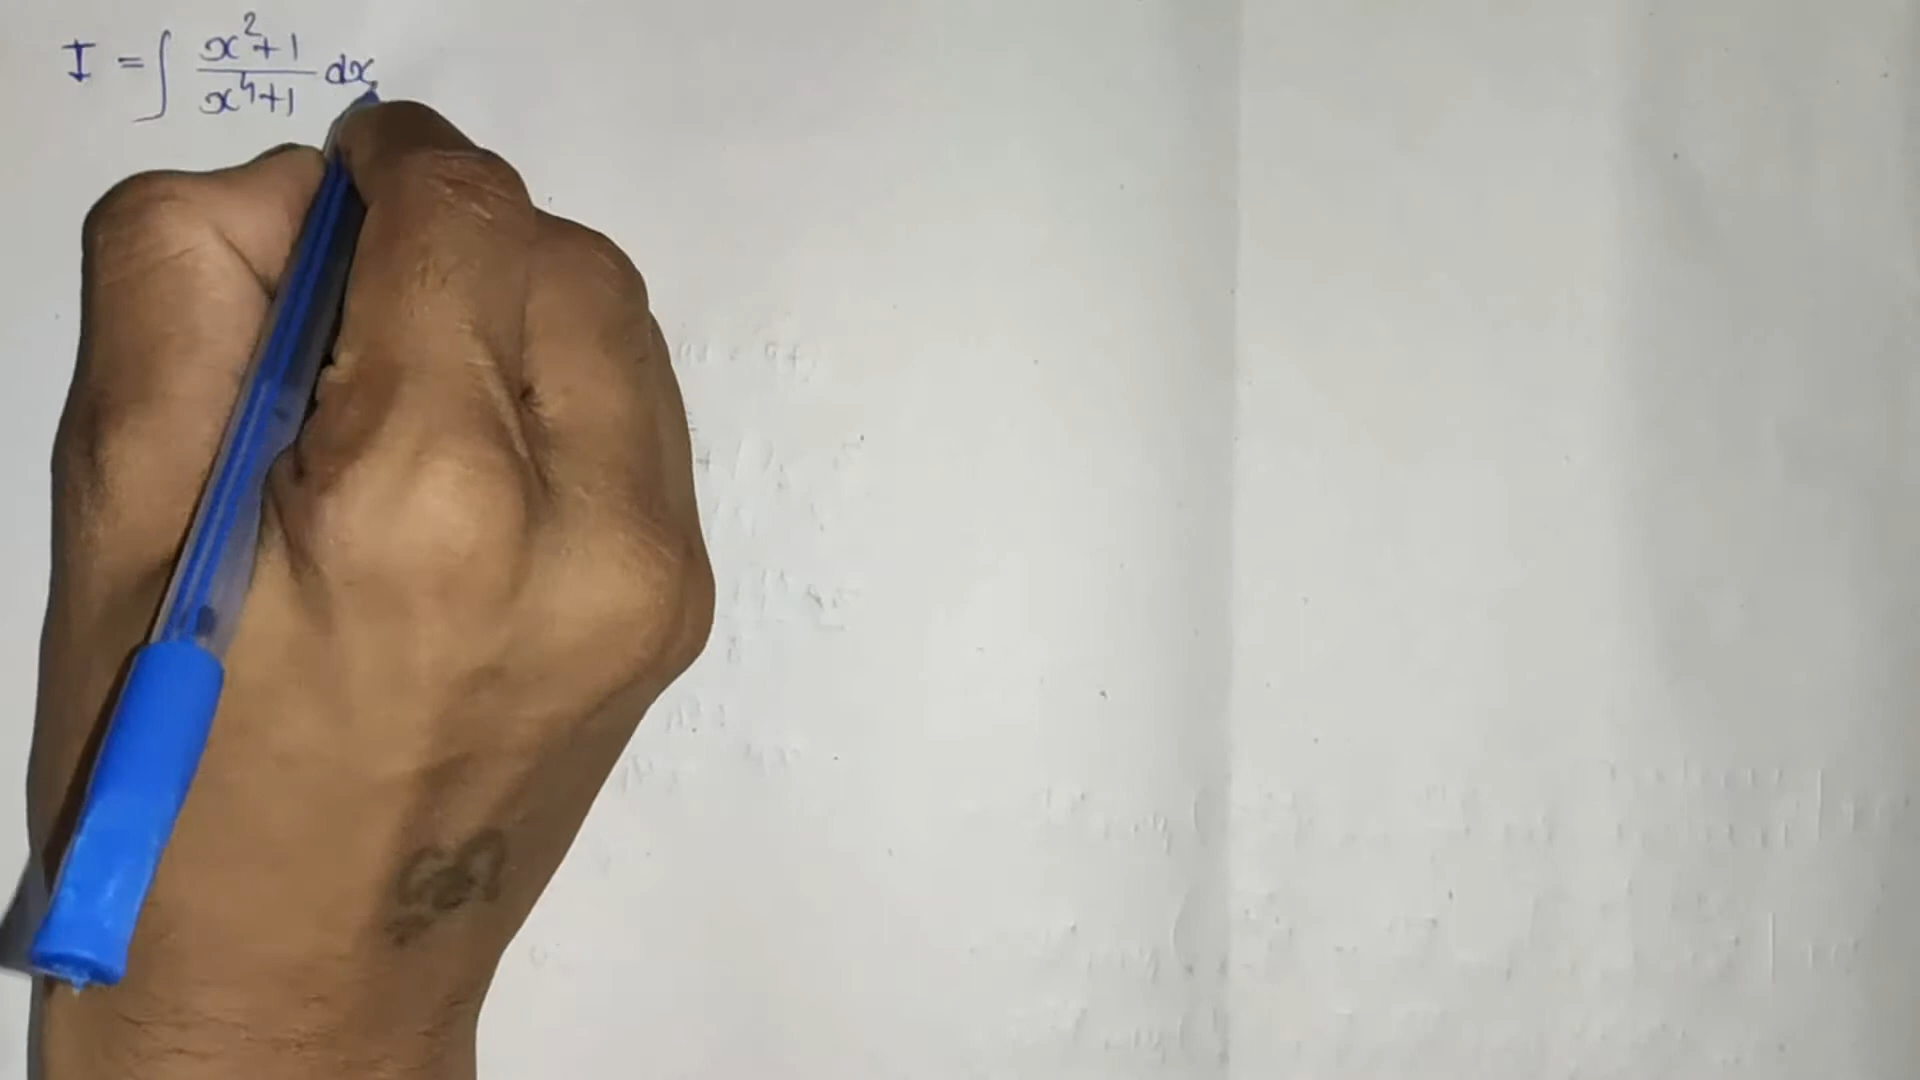 I = ∫ x²+1 / x⁴+1 dx